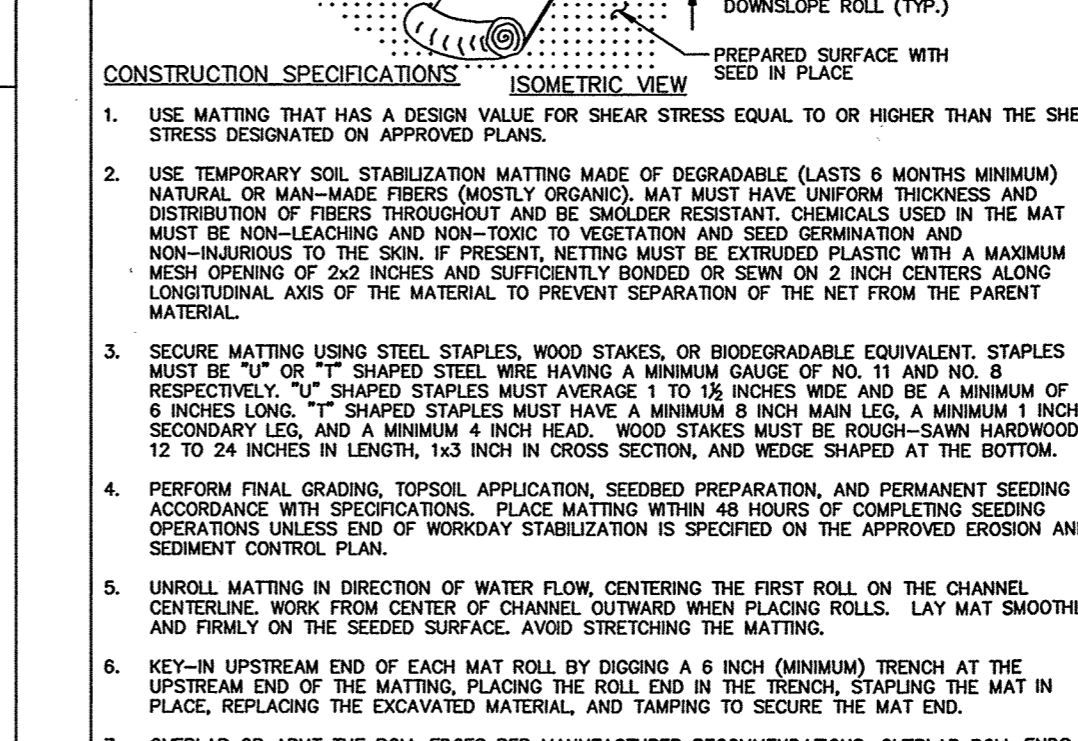 DOWNSLOPE ROLL (TYP.)
PREPARED SURFACE WITH
SEED IN PLACE
CONSTRUCTION SPECIFICATIONS
ISOMETRIC VIEW
1. USE MATTING THAT HAS A DESIGN VALUE FOR SHEAR STRESS EQUAL TO OR HIGHER THAN THE SHE
STRESS DESIGNATED ON APPROVED PLANS.
2. USE TEMPORARY SOIL STABILIZATION MATTING MADE OF DEGRADABLE (LASTS 6 MONTHS MINIMUM)
NATURAL OR MAN-MADE FIBERS (MOSTLY ORGANIC). MAT MUST HAVE UNIFORM THICKNESS AND
DISTRIBUTION OF FIBERS THROUGHOUT AND BE SMOLDER RESISTANT. CHEMICALS USED IN THE MAT
MUST BE NON-LEACHING AND NON-TOXIC TO VEGETATION AND SEED GERMINATION AND
NON-INJURIOUS TO THE SKIN. IF PRESENT, NETTING MUST BE EXTRUDED PLASTIC WITH A MAXIMUM
MESH OPENING OF 2x2 INCHES AND SUFFICIENTLY BONDED OR SEWN ON 2 INCH CENTERS ALONG
LONGITUDINAL AXIS OF THE MATERIAL TO PREVENT SEPARATION OF THE NET FROM THE PARENT
MATERIAL.
3. SECURE MATTING USING STEEL STAPLES, WOOD STAKES, OR BIODEGRADABLE EQUIVALENT. STAPLES
MUST BE "U" OR "T" SHAPED STEEL WIRE HAVING A MINIMUM GAUGE OF NO. 11 AND NO. 8
RESPECTIVELY. "U" SHAPED STAPLES MUST AVERAGE 1 TO 1½ INCHES WIDE AND BE A MINIMUM OF
6 INCHES LONG. "T" SHAPED STAPLES MUST HAVE A MINIMUM 8 INCH MAIN LEG, A MINIMUM 1 INCH
SECONDARY LEG, AND A MINIMUM 4 INCH HEAD. WOOD STAKES MUST BE ROUGH-SAWN HARDWOOD
12 TO 24 INCHES IN LENGTH, 1x3 INCH IN CROSS SECTION, AND WEDGE SHAPED AT THE BOTTOM.
4. PERFORM FINAL GRADING, TOPSOIL APPLICATION, SEEDBED PREPARATION, AND PERMANENT SEEDING
ACCORDANCE WITH SPECIFICATIONS. PLACE MATTING WITHIN 48 HOURS OF COMPLETING SEEDING
OPERATIONS UNLESS END OF WORKDAY STABILIZATION IS SPECIFIED ON THE APPROVED EROSION AN
SEDIMENT CONTROL PLAN.
5. UNROLL MATTING IN DIRECTION OF WATER FLOW, CENTERING THE FIRST ROLL ON THE CHANNEL
CENTERLINE. WORK FROM CENTER OF CHANNEL OUTWARD WHEN PLACING ROLLS. LAY MAT SMOOTHL
AND FIRMLY ON THE SEEDED SURFACE. AVOID STRETCHING THE MATTING.
6. KEY-IN UPSTREAM END OF EACH MAT ROLL BY DIGGING A 6 INCH (MINIMUM) TRENCH AT THE
UPSTREAM END OF THE MATTING, PLACING THE ROLL END IN THE TRENCH, STAPLING THE MAT IN
PLACE, REPLACING THE EXCAVATED MATERIAL, AND TAMPING TO SECURE THE MAT END.